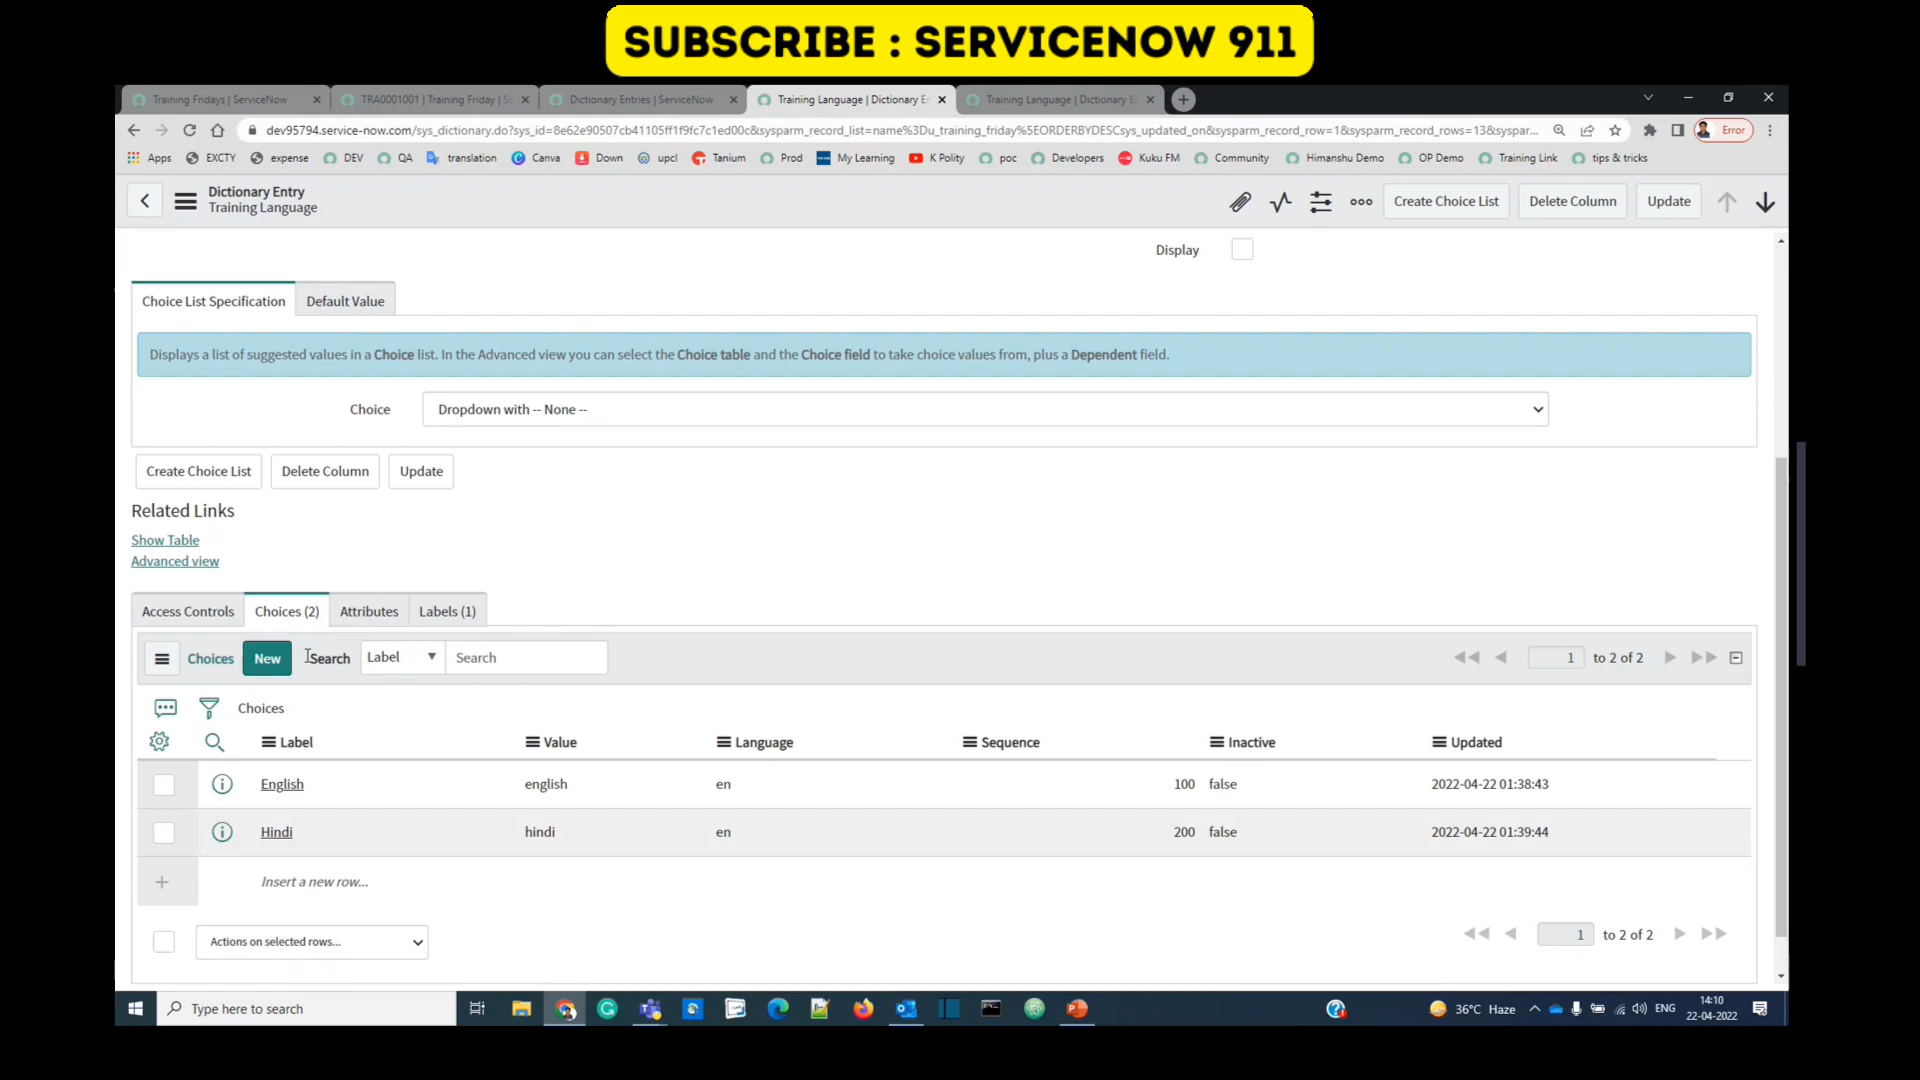 SUBSCRIBE : SERVICENOW 911
Training Fridays | ServiceNow
TRA0001001 | Training Friday | S
Dictionary Entries | ServiceNow
Training Language | Dictionary E
Training Language | Dictionary E
dev95794.service-now.com/sys_dictionary.do?sys_id=8e62e90507cb41105ff1f9fc7c1ed00c&sysparm_record_list=name%3Du_training_friday%5EORDERBYDESCsys_updated_on&sysparm_record_row=1&sysparm_record_rows=13&syspar...
Error
Apps EXCTY expense DEV QA translation Canva Down upcl Tanium Prod My Learning K Polity poc Developers Kuku FM Community Himanshu Demo OP Demo Training Link tips & tricks
Dictionary Entry
Training Language
Create Choice List
Delete Column
Update
Display
Choice List Specification
Default Value
Displays a list of suggested values in a Choice list. In the Advanced view you can select the Choice table and the Choice field to take choice values from, plus a Dependent field.
Choice
Dropdown with -- None --
Create Choice List
Delete Column
Update
Related Links
Show Table
Advanced view
Access Controls
Choices (2)
Attributes
Labels (1)
Choices
New
Search
Label
Search
1 to 2 of 2
Choices
Label Value Language Sequence Inactive Updated
English english en 100 false 2022-04-22 01:38:43
Hindi hindi en 200 false 2022-04-22 01:39:44
Insert a new row...
Actions on selected rows...
1 to 2 of 2
Type here to search
36°C Haze
ENG
14:10
22-04-2022